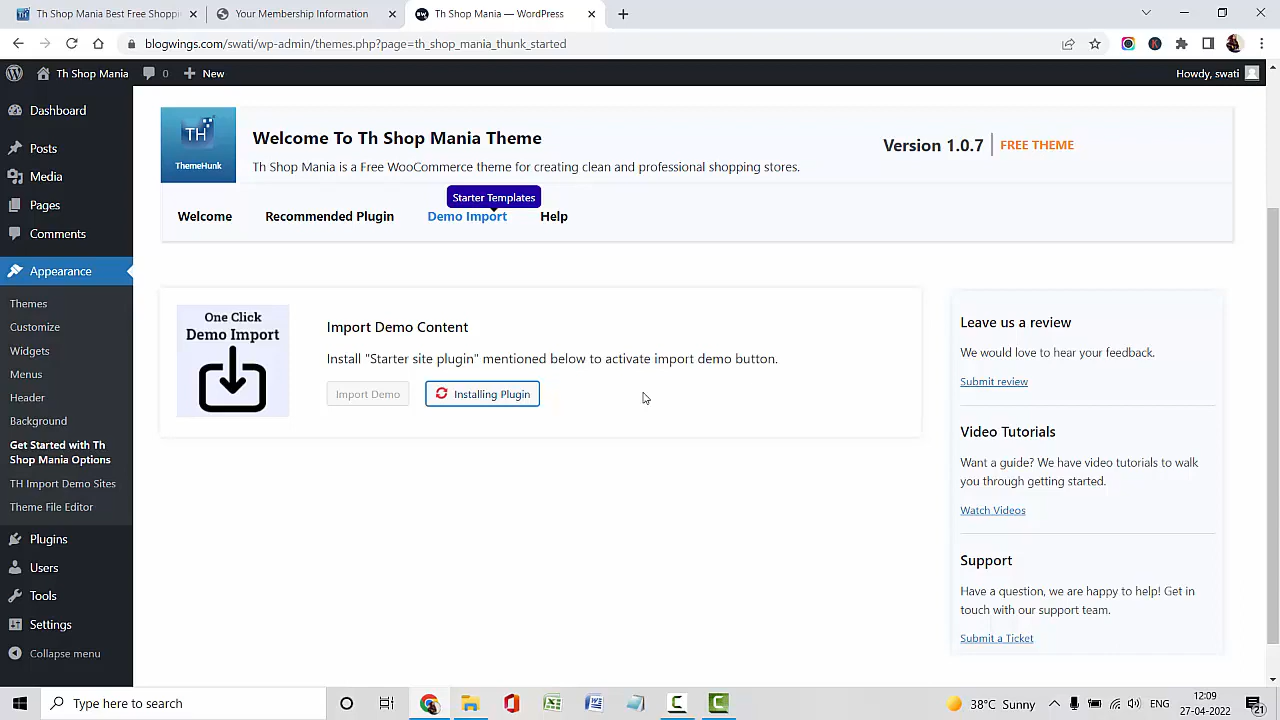 Th Shop Mania Best Free Shopp
Your Membership Information
Th Shop Mania — WordPress
blogwings.com/swati/wp-admin/themes.php?page=th_shop_mania_thunk_started
Th Shop Mania
0
New
Howdy, swati
Dashboard
Posts
Media
Pages
Comments
Appearance
Themes
Customize
Widgets
Menus
Header
Background
Get Started with Th
Shop Mania Options
TH Import Demo Sites
Theme File Editor
Plugins
Users
Tools
Settings
Collapse menu
TH
ThemeHunk
Welcome To Th Shop Mania Theme
Th Shop Mania is a Free WooCommerce theme for creating clean and professional shopping stores.
Version 1.0.7
FREE THEME
Starter Templates
Welcome
Recommended Plugin
Demo Import
Help
One Click
Demo Import
Import Demo Content
Install "Starter site plugin" mentioned below to activate import demo button.
Import Demo
Installing Plugin
Leave us a review
We would love to hear your feedback.
Submit review
Video Tutorials
Want a guide? We have video tutorials to walk
you through getting started.
Watch Videos
Support
Have a question, we are happy to help! Get in
touch with our support team.
Submit a Ticket
Type here to search
38°C Sunny
ENG
12:09
27-04-2022
21